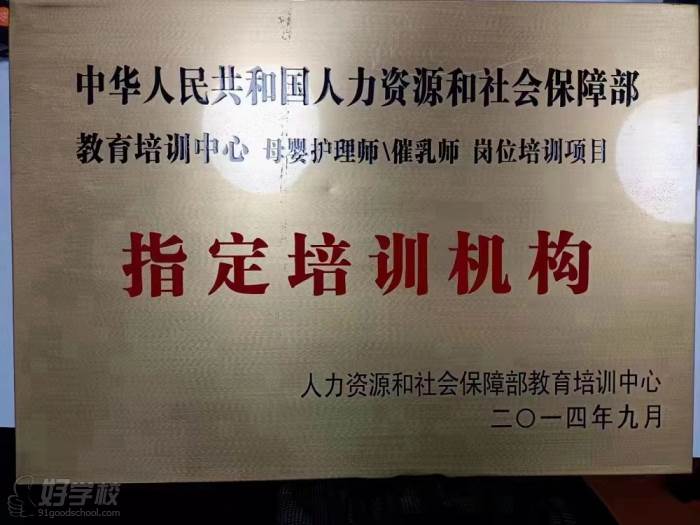 中华人民共和国人力资源和社会保障部
教育培训中心 母婴护理师\催乳师 岗位培训项目
指定培训机构
人力资源和社会保障部教育培训中心
二〇一四年九月
好学校
91goodschool.com